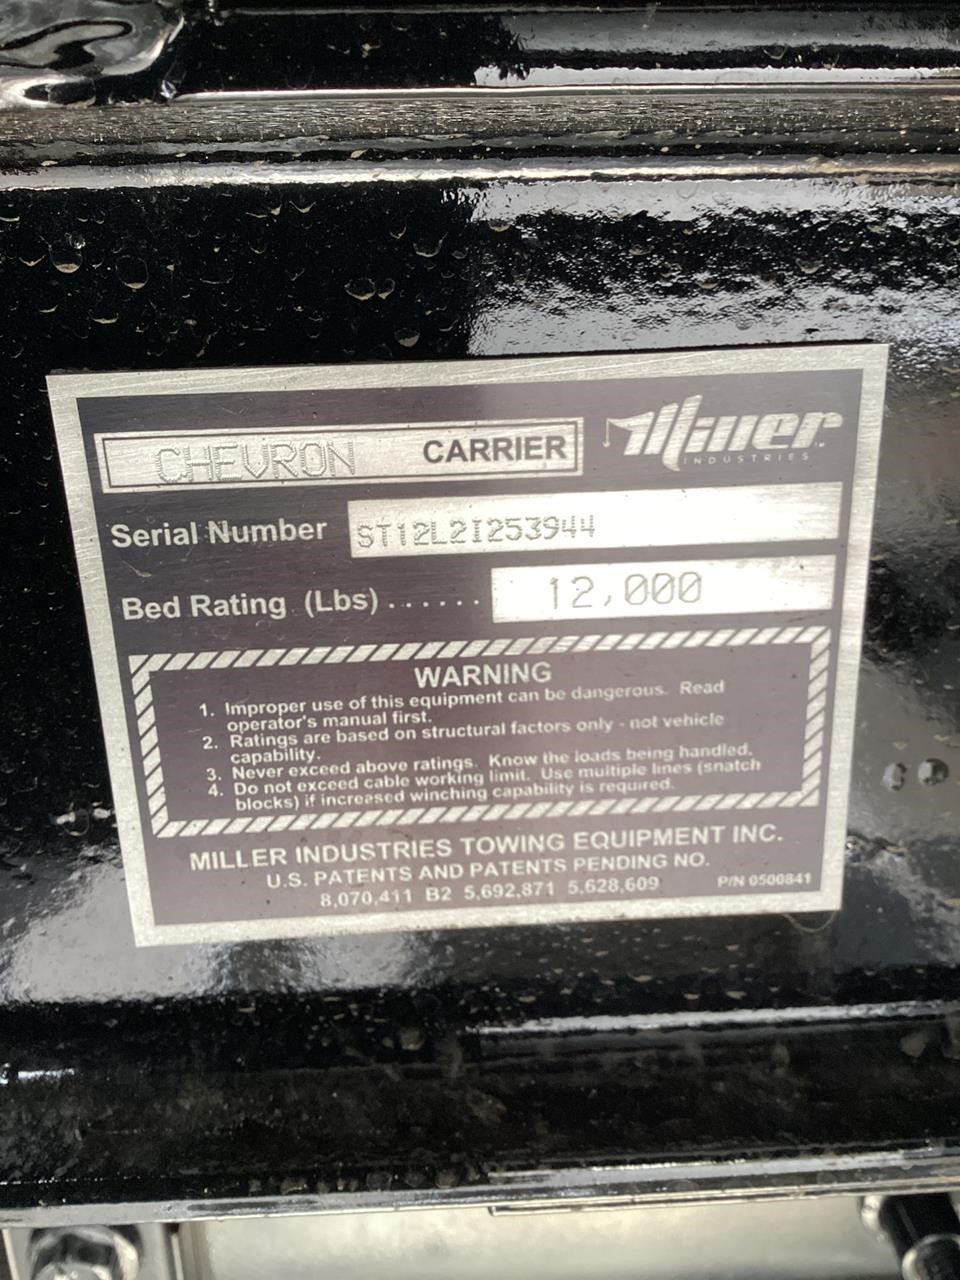 CHEVRON CARRIER
Miller
INDUSTRIES
Serial Number ST12L2I253944
Bed Rating (Lbs) ...... 12,000
WARNING
1. Improper use of this equipment can be dangerous. Read
operator's manual first.
2. Ratings are based on structural factors only - not vehicle
capability.
3. Never exceed above ratings. Know the loads being handled.
4. Do not exceed cable working limit. Use multiple lines (snatch
blocks) if increased winching capability is required.
MILLER INDUSTRIES TOWING EQUIPMENT INC.
U.S. PATENTS AND PATENTS PENDING NO.
8,070,411 B2 5,692,871 5,628,609
P/N 0500841